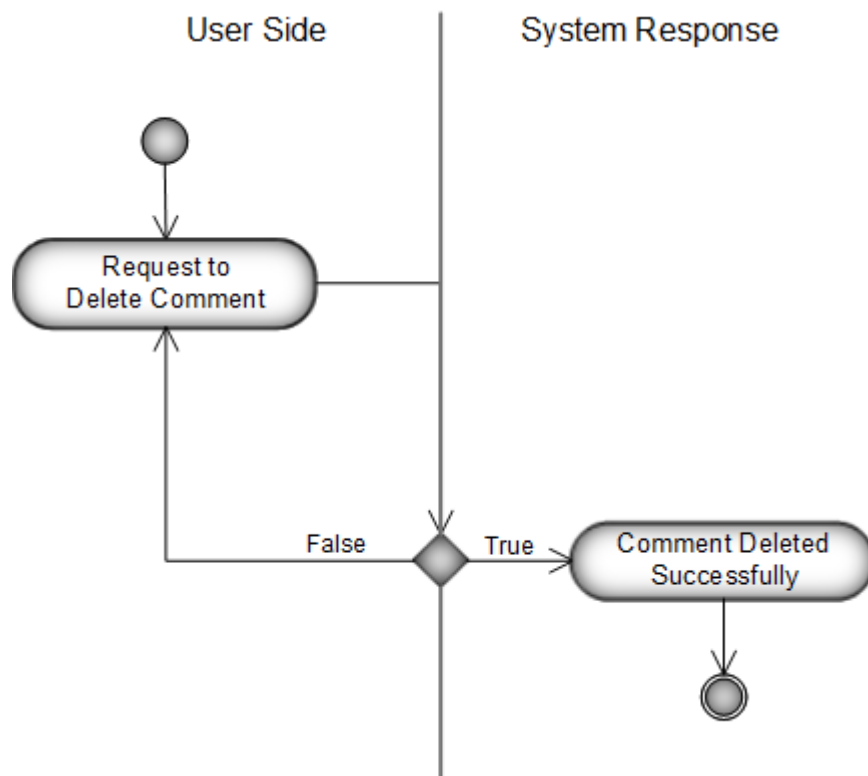 User Side
System Response
Request to
Delete Comment
False
True
Comment Deleted
Successfully